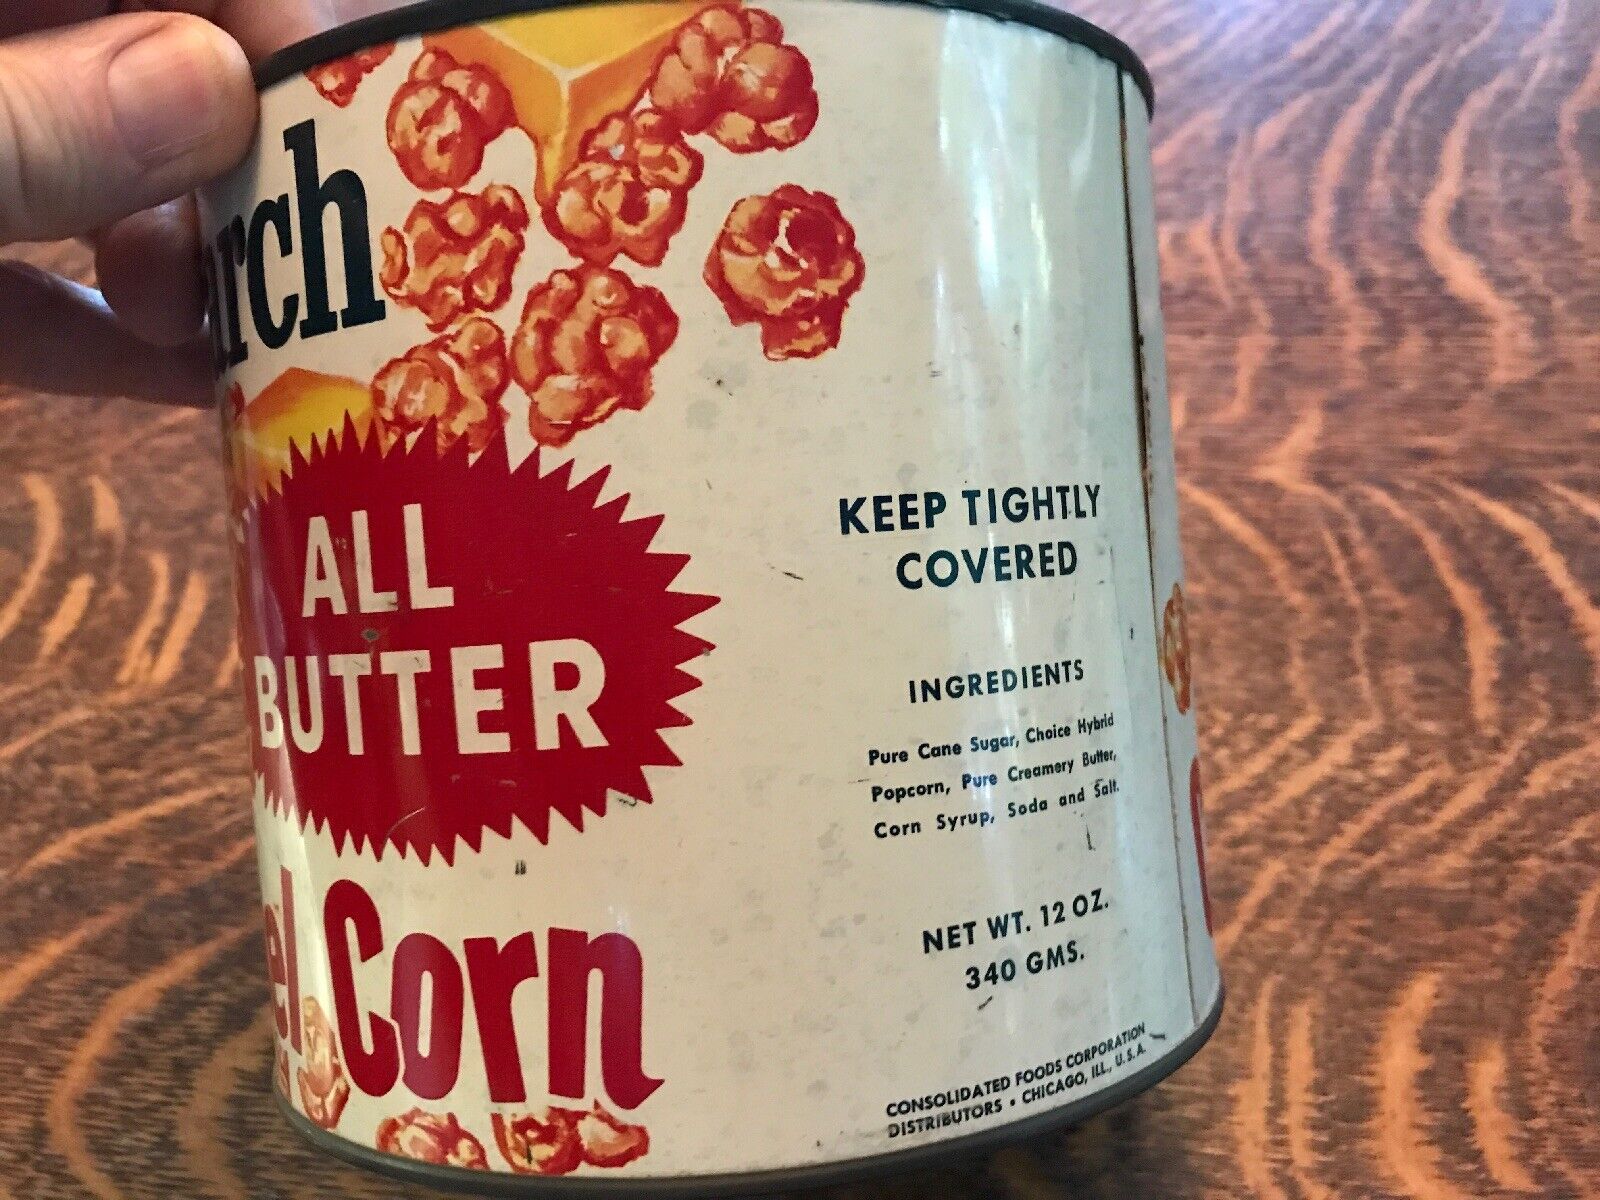 arch
ALL
BUTTER
el Corn
KEEP TIGHTLY
COVERED
INGREDIENTS
Pure Cane Sugar, Choice Hybrid
Popcorn, Pure Creamery Butter,
Corn Syrup, Soda and Salt.
NET WT. 12 OZ.
340 GMS.
CONSOLIDATED FOODS CORPORATION
DISTRIBUTORS • CHICAGO, ILL., U.S.A.